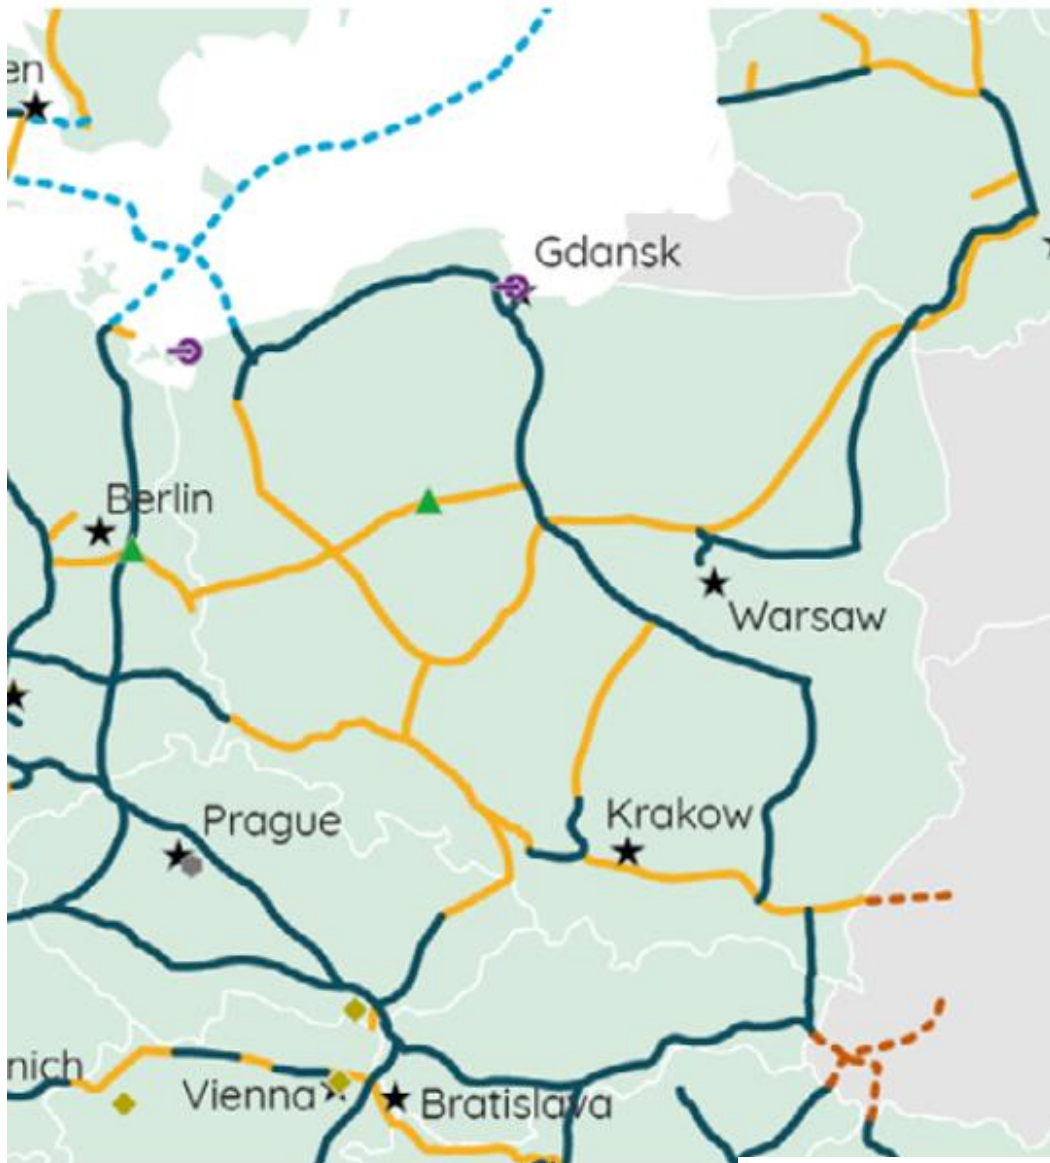 en
Gdansk
Berlin
Warsaw
Prague
Krakow
nich
Vienna
Bratislava